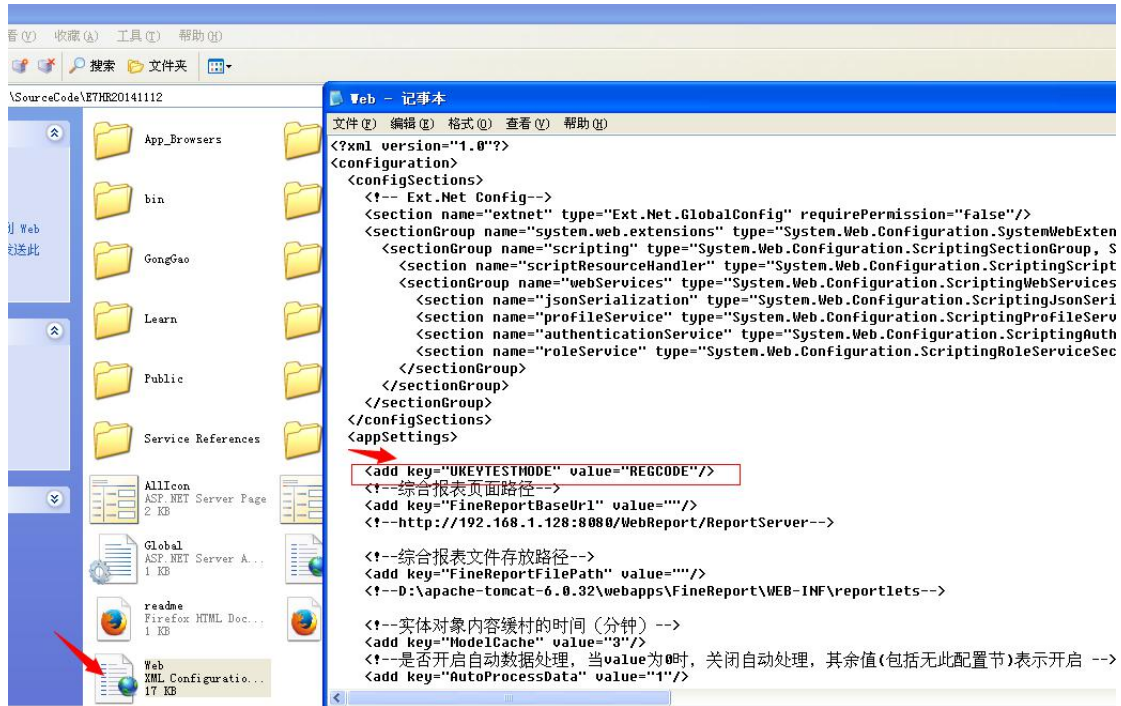 看(V) 收藏(A) 工具(T) 帮助(H)
搜索 文件夹
\SourceCode\E7HR20141112
到 Web
发送此
App_Browsers
bin
GongGao
Learn
Public
Service References
AllIcon
ASP.NET Server Page
2 KB
Global
ASP.NET Server A...
1 KB
readme
Firefox HTML Doc...
1 KB
Web
XML Configuratio...
17 KB
Web - 记事本
文件(F) 编辑(E) 格式(O) 查看(V) 帮助(H)
<?xml version="1.0"?>
<configuration>
<configSections>
<!-- Ext.Net Config-->
<section name="extnet" type="Ext.Net.GlobalConfig" requirePermission="false"/>
<sectionGroup name="system.web.extensions" type="System.Web.Configuration.SystemWebExten
<sectionGroup name="scripting" type="System.Web.Configuration.ScriptingSectionGroup, S
<section name="scriptResourceHandler" type="System.Web.Configuration.ScriptingScript
<sectionGroup name="webServices" type="System.Web.Configuration.ScriptingWebServices
<section name="jsonSerialization" type="System.Web.Configuration.ScriptingJsonSeri
<section name="profileService" type="System.Web.Configuration.ScriptingProfileServ
<section name="authenticationService" type="System.Web.Configuration.ScriptingAuth
<section name="roleService" type="System.Web.Configuration.ScriptingRoleServiceSec
</sectionGroup>
</sectionGroup>
</sectionGroup>
</configSections>
<appSettings>
<add key="UKEYTESTMODE" value="REGCODE"/>
<!--综合报表页面路径-->
<add key="FineReportBaseUrl" value=""/>
<!--http://192.168.1.128:8080/WebReport/ReportServer-->
<!--综合报表文件存放路径-->
<add key="FineReportFilePath" value=""/>
<!--D:\apache-tomcat-6.0.32\webapps\FineReport\WEB-INF\reportlets-->
<!--实体对象内容缓村的时间（分钟）-->
<add key="ModelCache" value="3"/>
<!--是否开启自动数据处理，当value为0时，关闭自动处理，其余值(包括无此配置节)表示开启 -->
<add key="AutoProcessData" value="1"/>